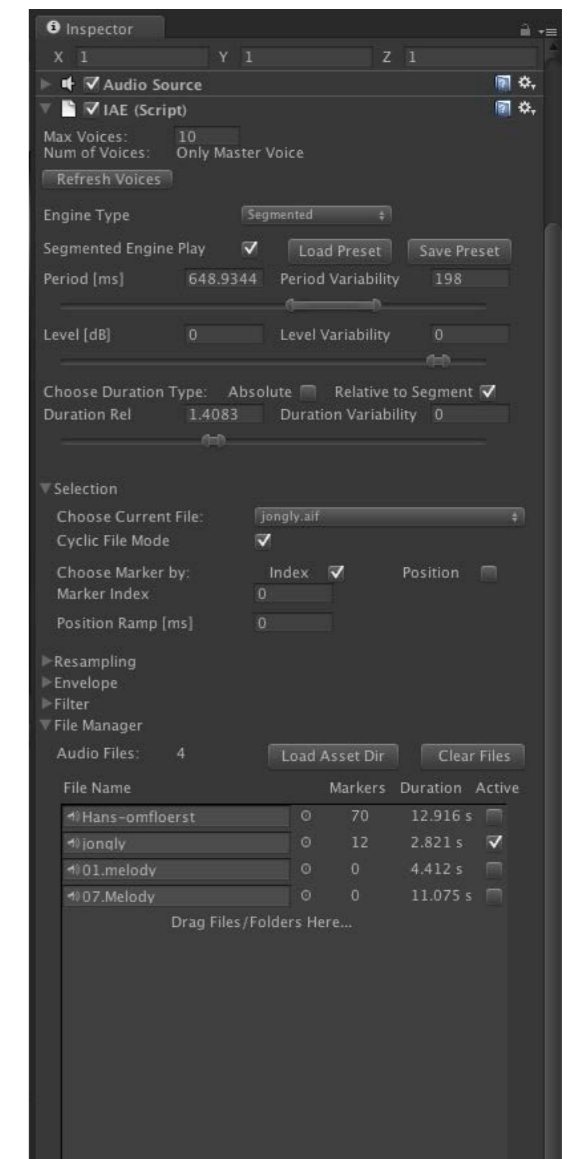 Inspector
X 1 Y 1 Z 1
Audio Source
IAE (Script)
Max Voices: 10
Num of Voices: Only Master Voice
Refresh Voices
Engine Type Segmented
Segmented Engine Play Load Preset Save Preset
Period [ms] 648.9344 Period Variability 198
Level [dB] 0 Level Variability 0
Choose Duration Type: Absolute Relative to Segment
Duration Rel 1.4083 Duration Variability 0
Selection
Choose Current File: jongly.aif
Cyclic File Mode
Choose Marker by: Index Position
Marker Index 0
Position Ramp [ms] 0
Resampling
Envelope
Filter
File Manager
Audio Files: 4 Load Asset Dir Clear Files
File Name Markers Duration Active
Hans-omfloerst 70 12.916 s
jongly 12 2.821 s
01.melody 0 4.412 s
07.Melody 0 11.075 s
Drag Files/Folders Here...